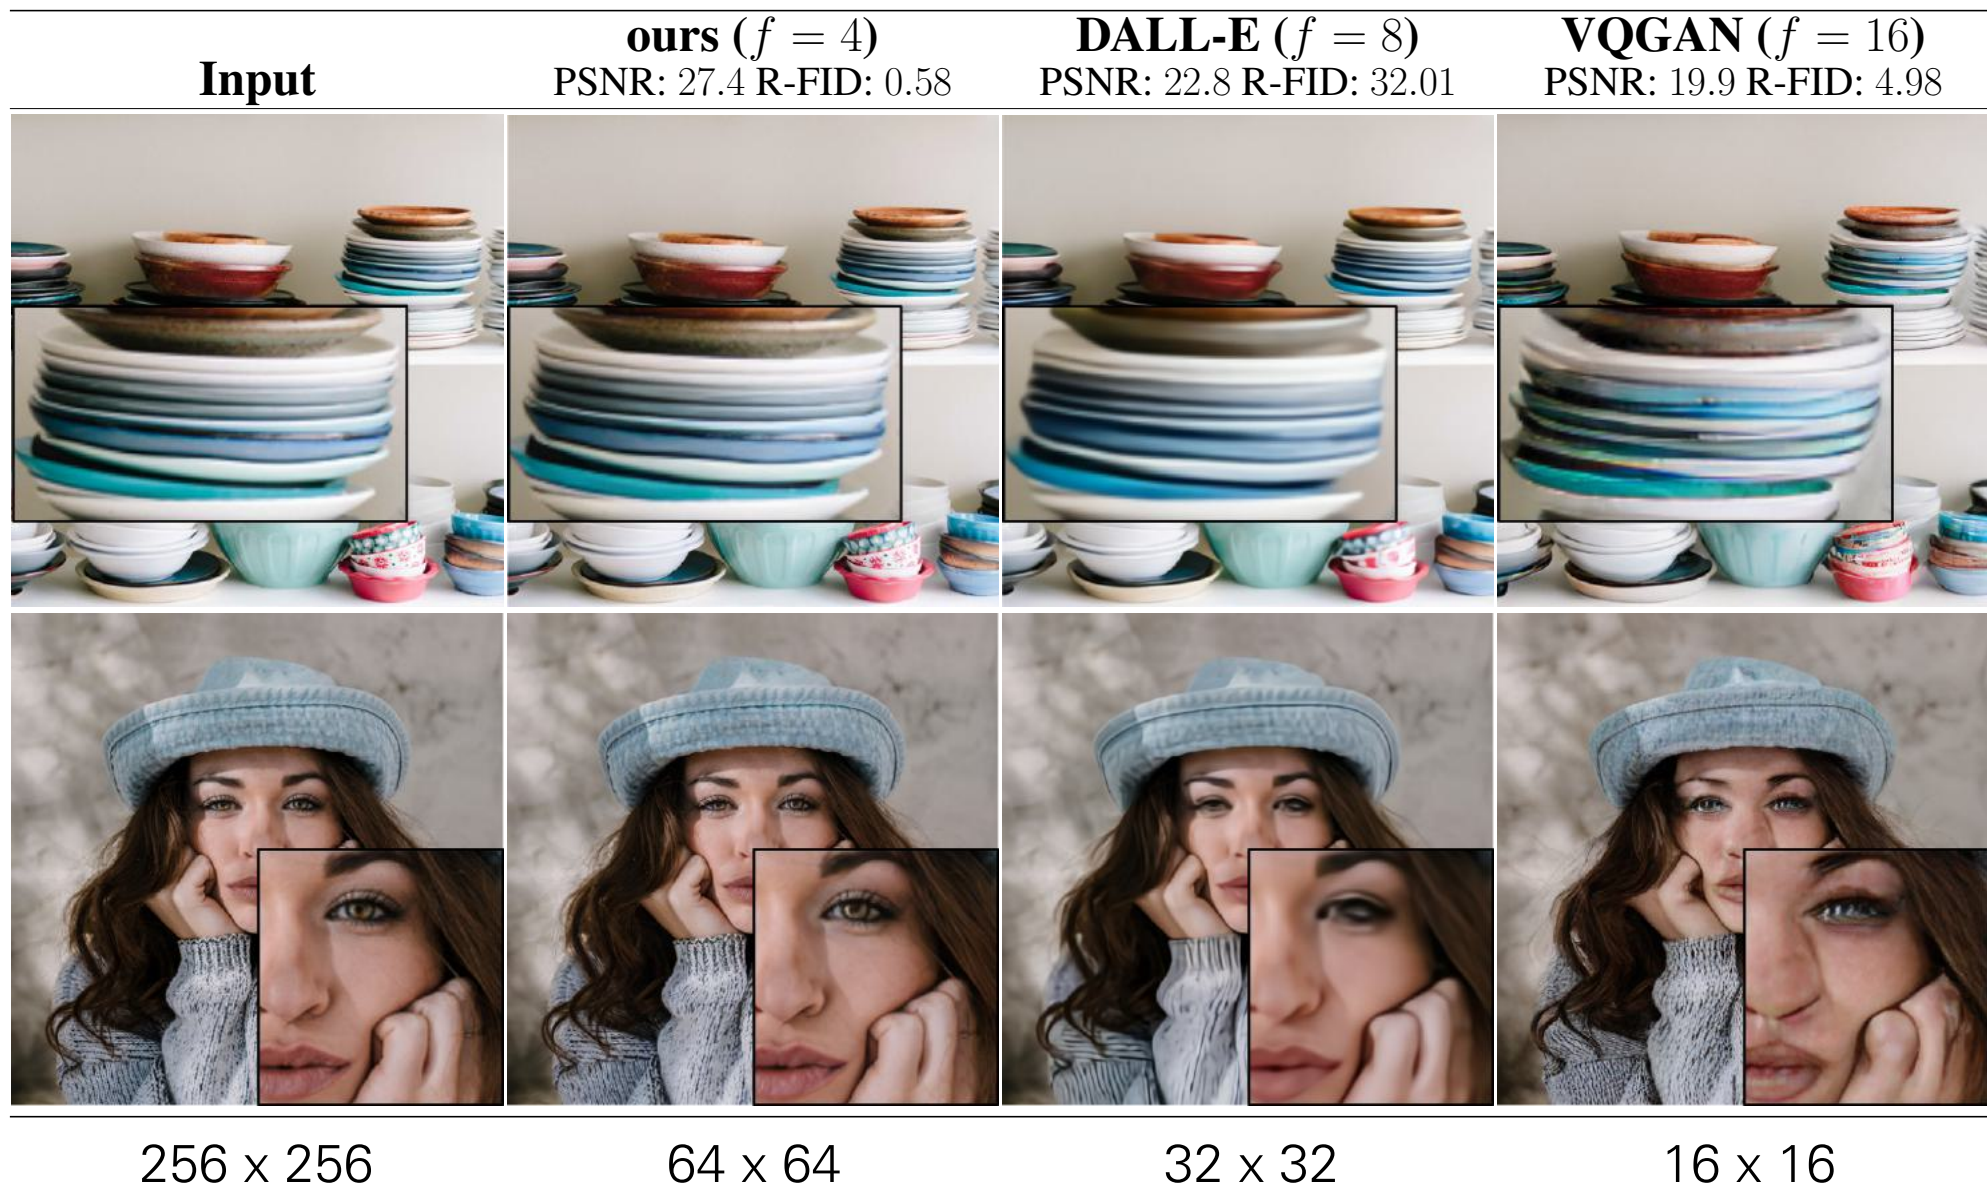 Input
ours (f = 4)
PSNR: 27.4 R-FID: 0.58
DALL-E (f = 8)
PSNR: 22.8 R-FID: 32.01
VQGAN (f = 16)
PSNR: 19.9 R-FID: 4.98
256 x 256
64 x 64
32 x 32
16 x 16